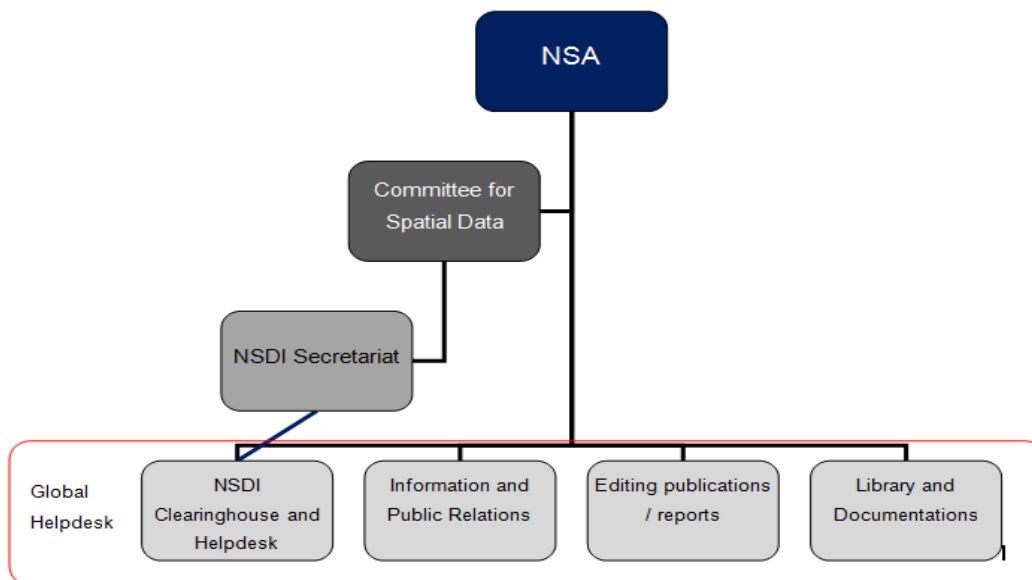 NSA
Committee for
Spatial Data
NSDI Secretariat
Global
Helpdesk
NSDI
Clearinghouse and
Helpdesk
Information and
Public Relations
Editing publications
/ reports
Library and
Documentations